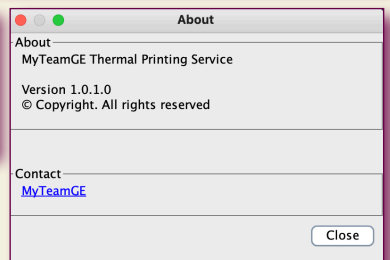 About
About
MyTeamGE Thermal Printing Service
Version 1.0.1.0
© Copyright. All rights reserved
Contact
MyTeamGE
Close